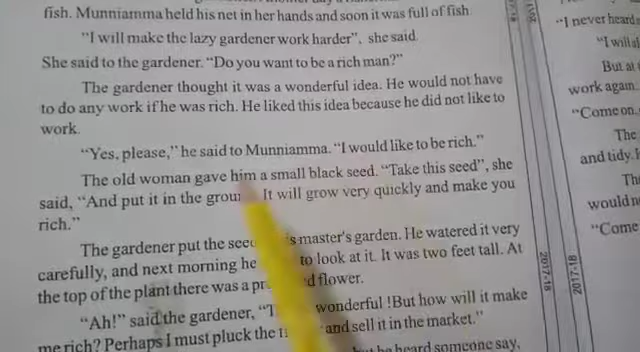 fish. Munniamma held his net in her hands and soon it was full of fish
"I will make the lazy gardener work harder", she said.
She said to the gardener. "Do you want to be a rich man?"
The gardener thought it was a wonderful idea. He would not have
to do any work if he was rich. He liked this idea because he did not like to
work.
"Yes, please," he said to Munniamma. "I would like to be rich."
The old woman gave him a small black seed. "Take this seed", she
said, "And put it in the It will grow very quickly and make you
rich."
The gardener put the master's garden. He watered it very
carefully, and next morning he to look at it. It was two feet tall. At
the top of the plant there was a flower.
"Ah!" said the gardener, " wonderful !But how will it make
me rich? Perhaps I must pluck the and sell it in the market."
he heard someone say,
2017-18
2017-18
"I never heard
"I will
But at
work again
"Come on
The
and tidy.
would
"Come